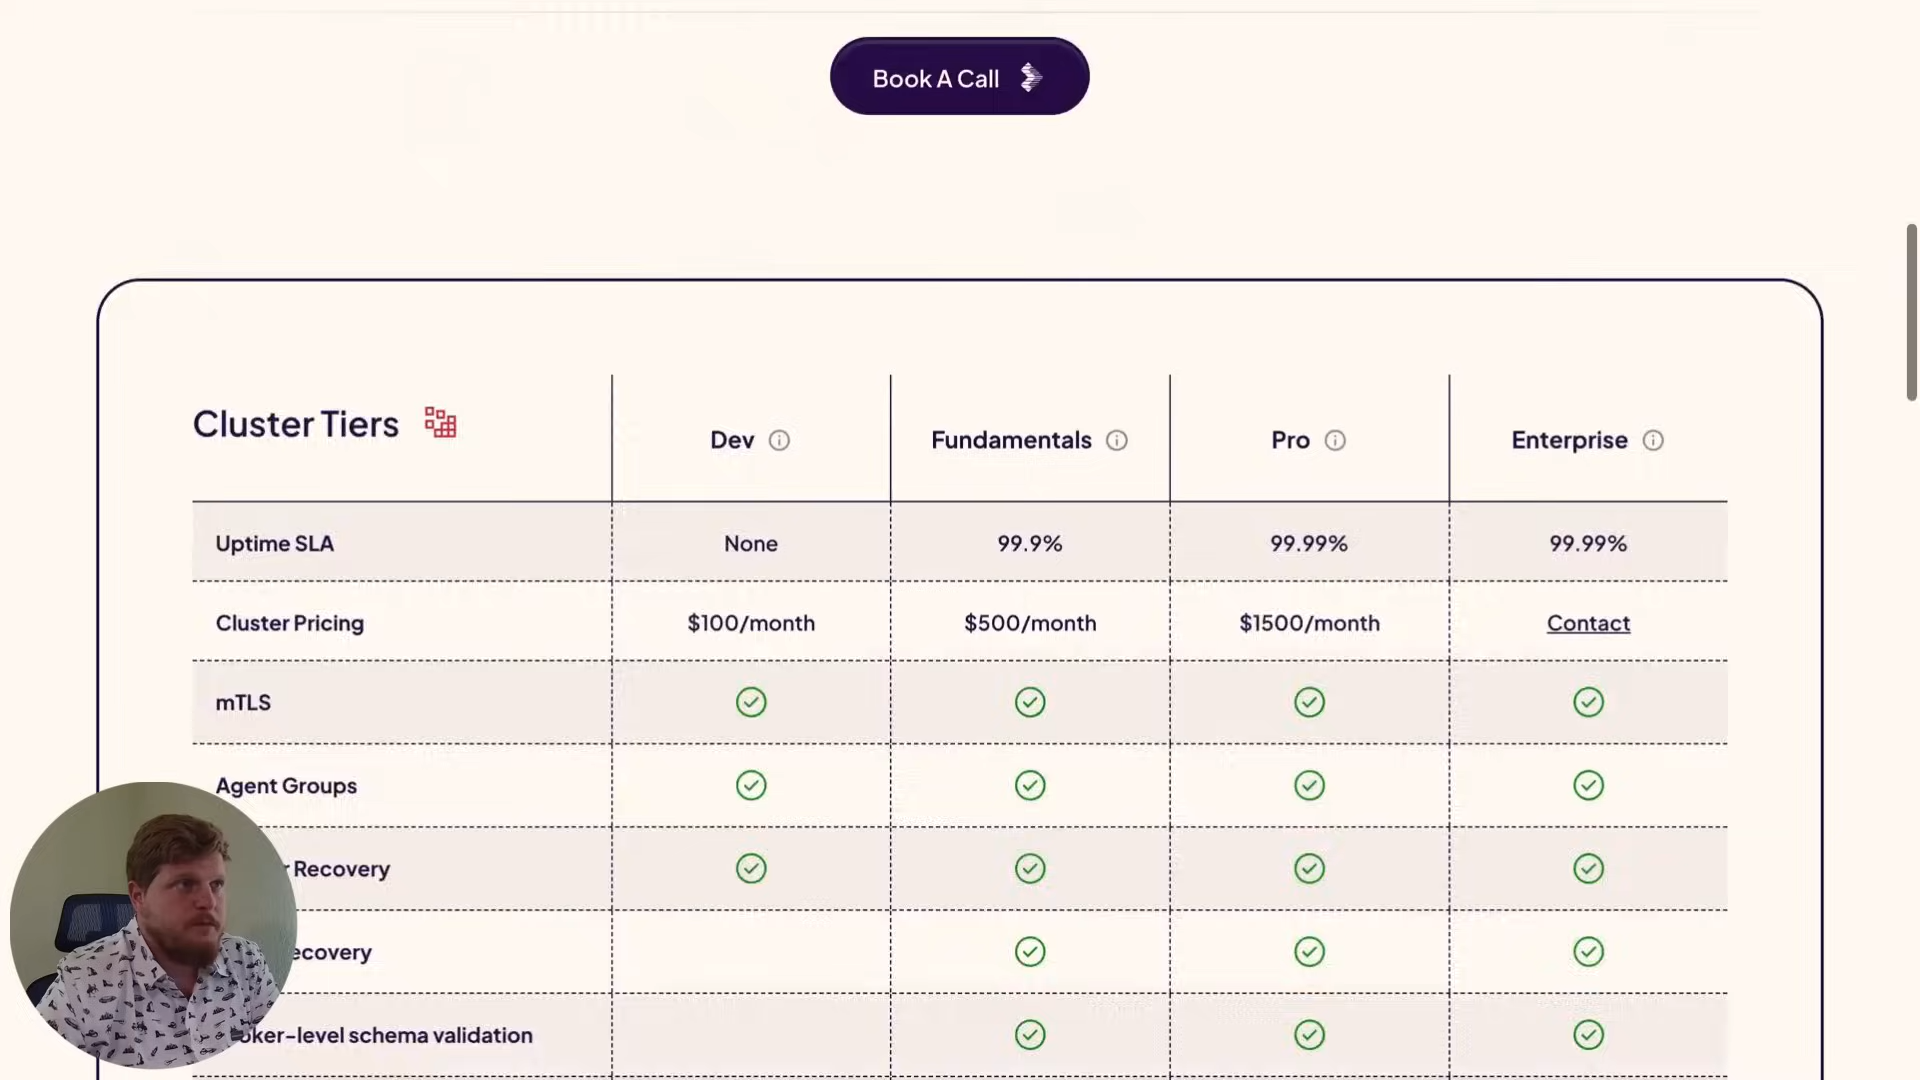 Book A Call
Cluster Tiers
Dev Fundamentals Pro Enterprise
Uptime SLA None 99.9% 99.99% 99.99%
Cluster Pricing $100/month $500/month $1500/month Contact
mTLS
Agent Groups
Recovery
ecovery
oker-level schema validation